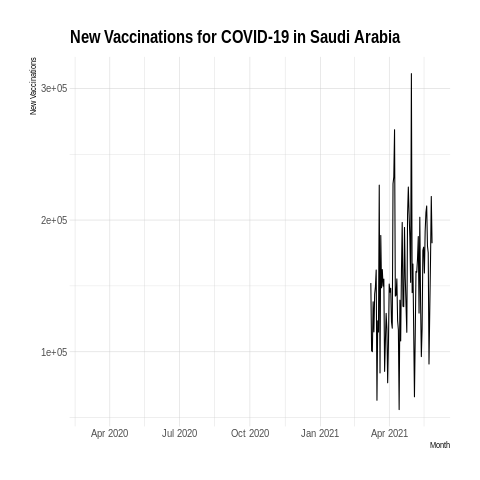 New Vaccinations for COVID-19 in Saudi Arabia
New Vaccinations
3e+05
2e+05
1e+05
Apr 2020 Jul 2020 Oct 2020 Jan 2021 Apr 2021
Month